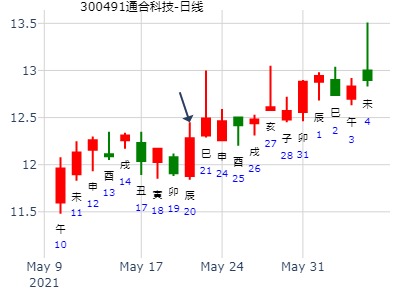 300491通合科技-日线
13.5
13
12.5
12
11.5
午
10
未
11
申
12
酉
13
戌
14
丑
17
寅
18
卯
19
辰
20
巳
21
申
24
酉
25
戌
26
亥
27
子
28
卯
31
辰
1
巳
2
午
3
未
4
May 9
2021
May 17
May 24
May 31